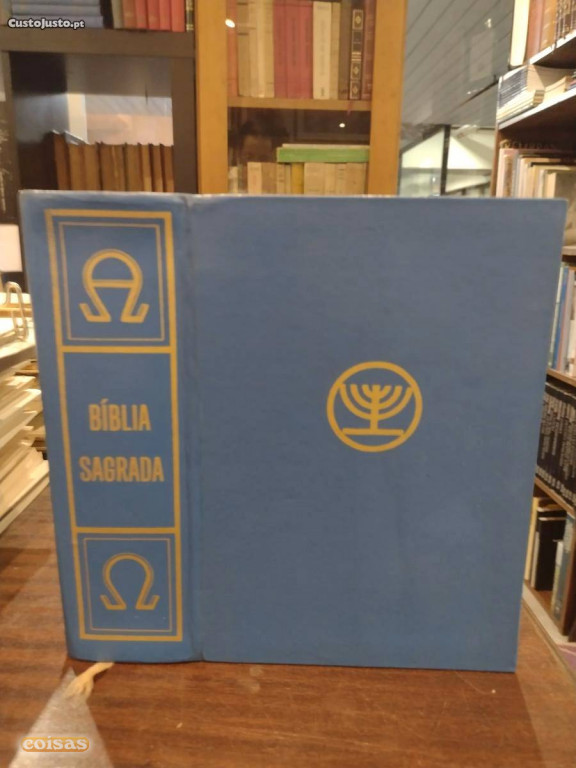 CustoJusto.pt
BÍBLIA
SAGRADA
Ω
coisas